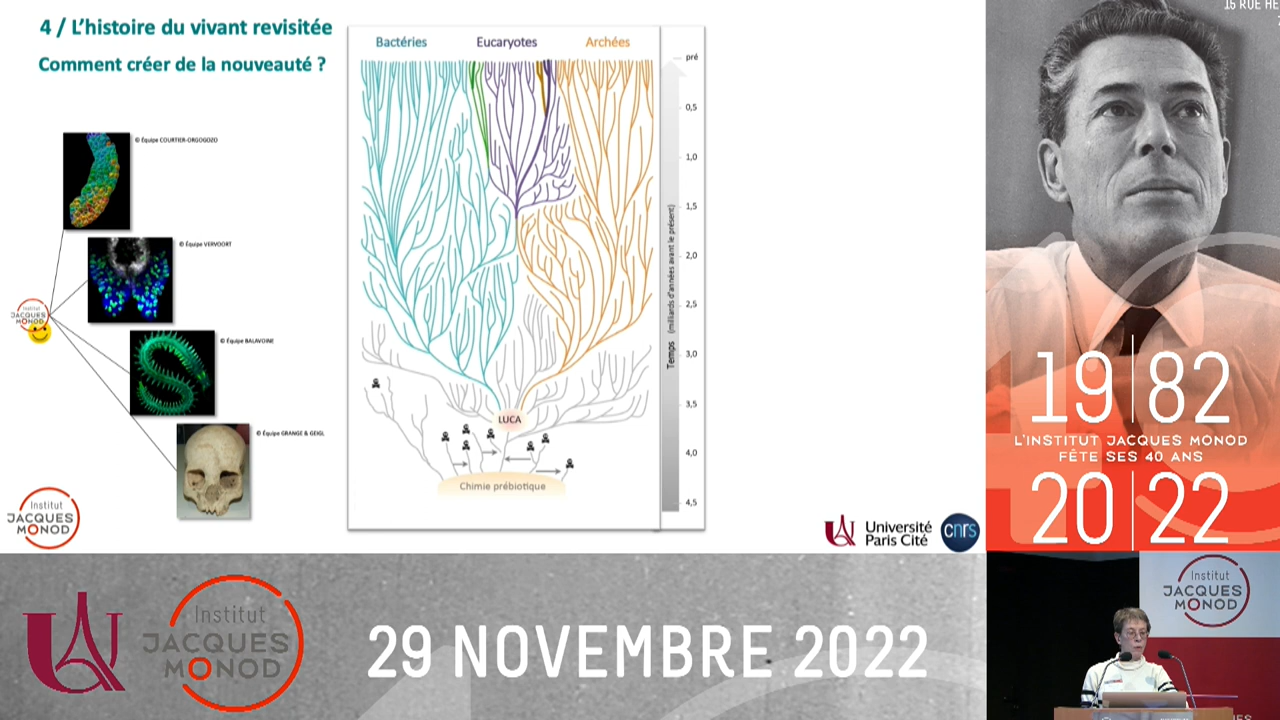 4 / L'histoire du vivant revisitée
Comment créer de la nouveauté ?
© Équipe COURTIER-ORGOGOZO
© Équipe VERVOORT
Institut
JACQUES
MONOD
© Équipe BALAVOINE
© Équipe GRANGE & GEIGL
Institut
JACQUES
MONOD
Bactéries
Eucaryotes
Archées
pré
0,5
1,0
1,5
2,0
2,5
3,0
3,5
4,0
4,5
Temps (milliards d'années avant le présent)
LUCA
Chimie prébiotique
Université
Paris Cité
cnrs
15 RUE HE
19 82
L'INSTITUT JACQUES MONOD
FÊTE SES 40 ANS
20 22
Institut
JACQUES
MONOD
29 NOVEMBRE 2022
Institut
JACQUES
MONOD